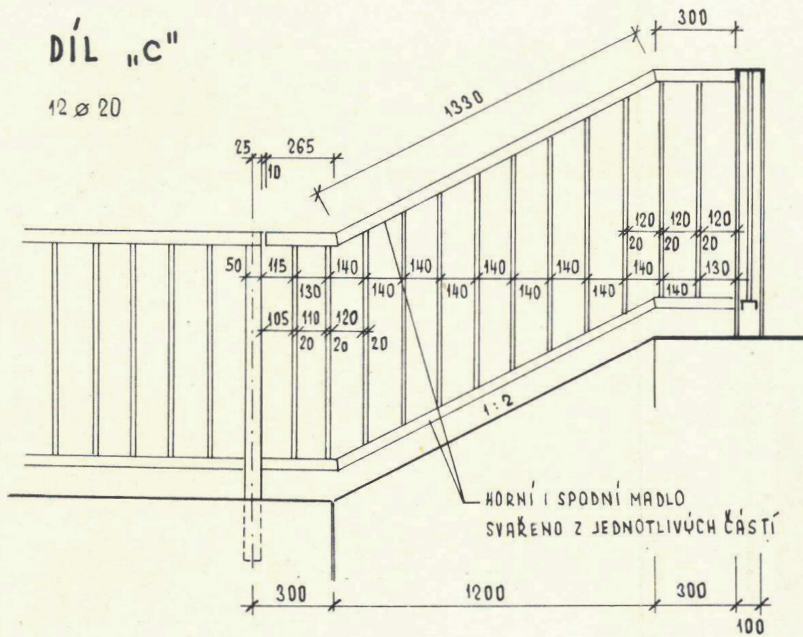 DÍL „C"
12 ø 20
300
1330
25 265
10
120 120 120
20 20 20
50 115 140 140 140 140 140 130
130 140 140 140 140 140
105 110 120
20 20 20
1:2
HORNÍ I SPODNÍ MADLO
SVAŘENO Z JEDNOTLIVÝCH ČÁSTÍ
300 1200 300
100